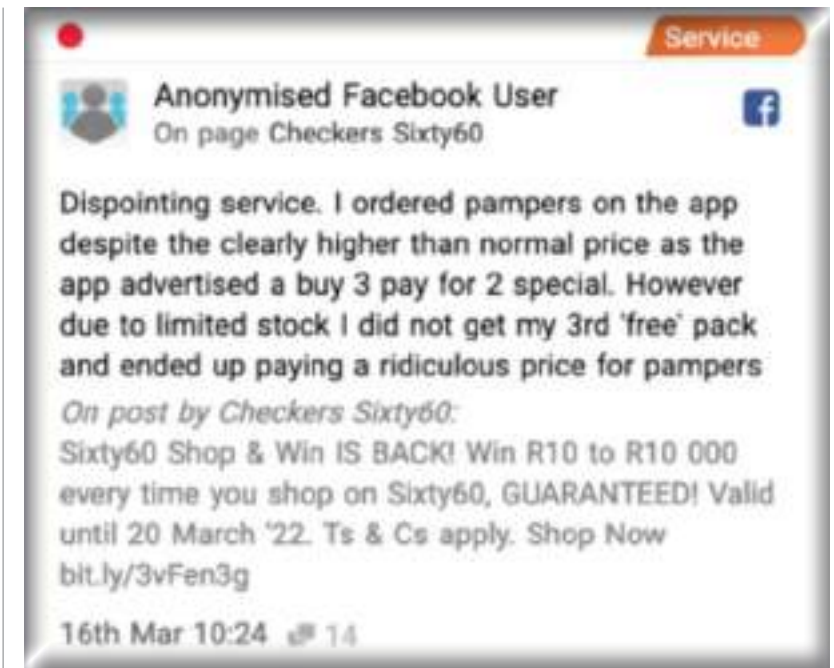 Service
Anonymised Facebook User
On page Checkers Sixty60
Dispointing service. I ordered pampers on the app
despite the clearly higher than normal price as the
app advertised a buy 3 pay for 2 special. However
due to limited stock I did not get my 3rd 'free' pack
and ended up paying a ridiculous price for pampers
On post by Checkers Sixty60:
Sixty60 Shop & Win IS BACK! Win R10 to R10 000
every time you shop on Sixty60, GUARANTEED! Valid
until 20 March '22. Ts & Cs apply. Shop Now
bit.ly/3vFen3g
16th Mar 10:24 14